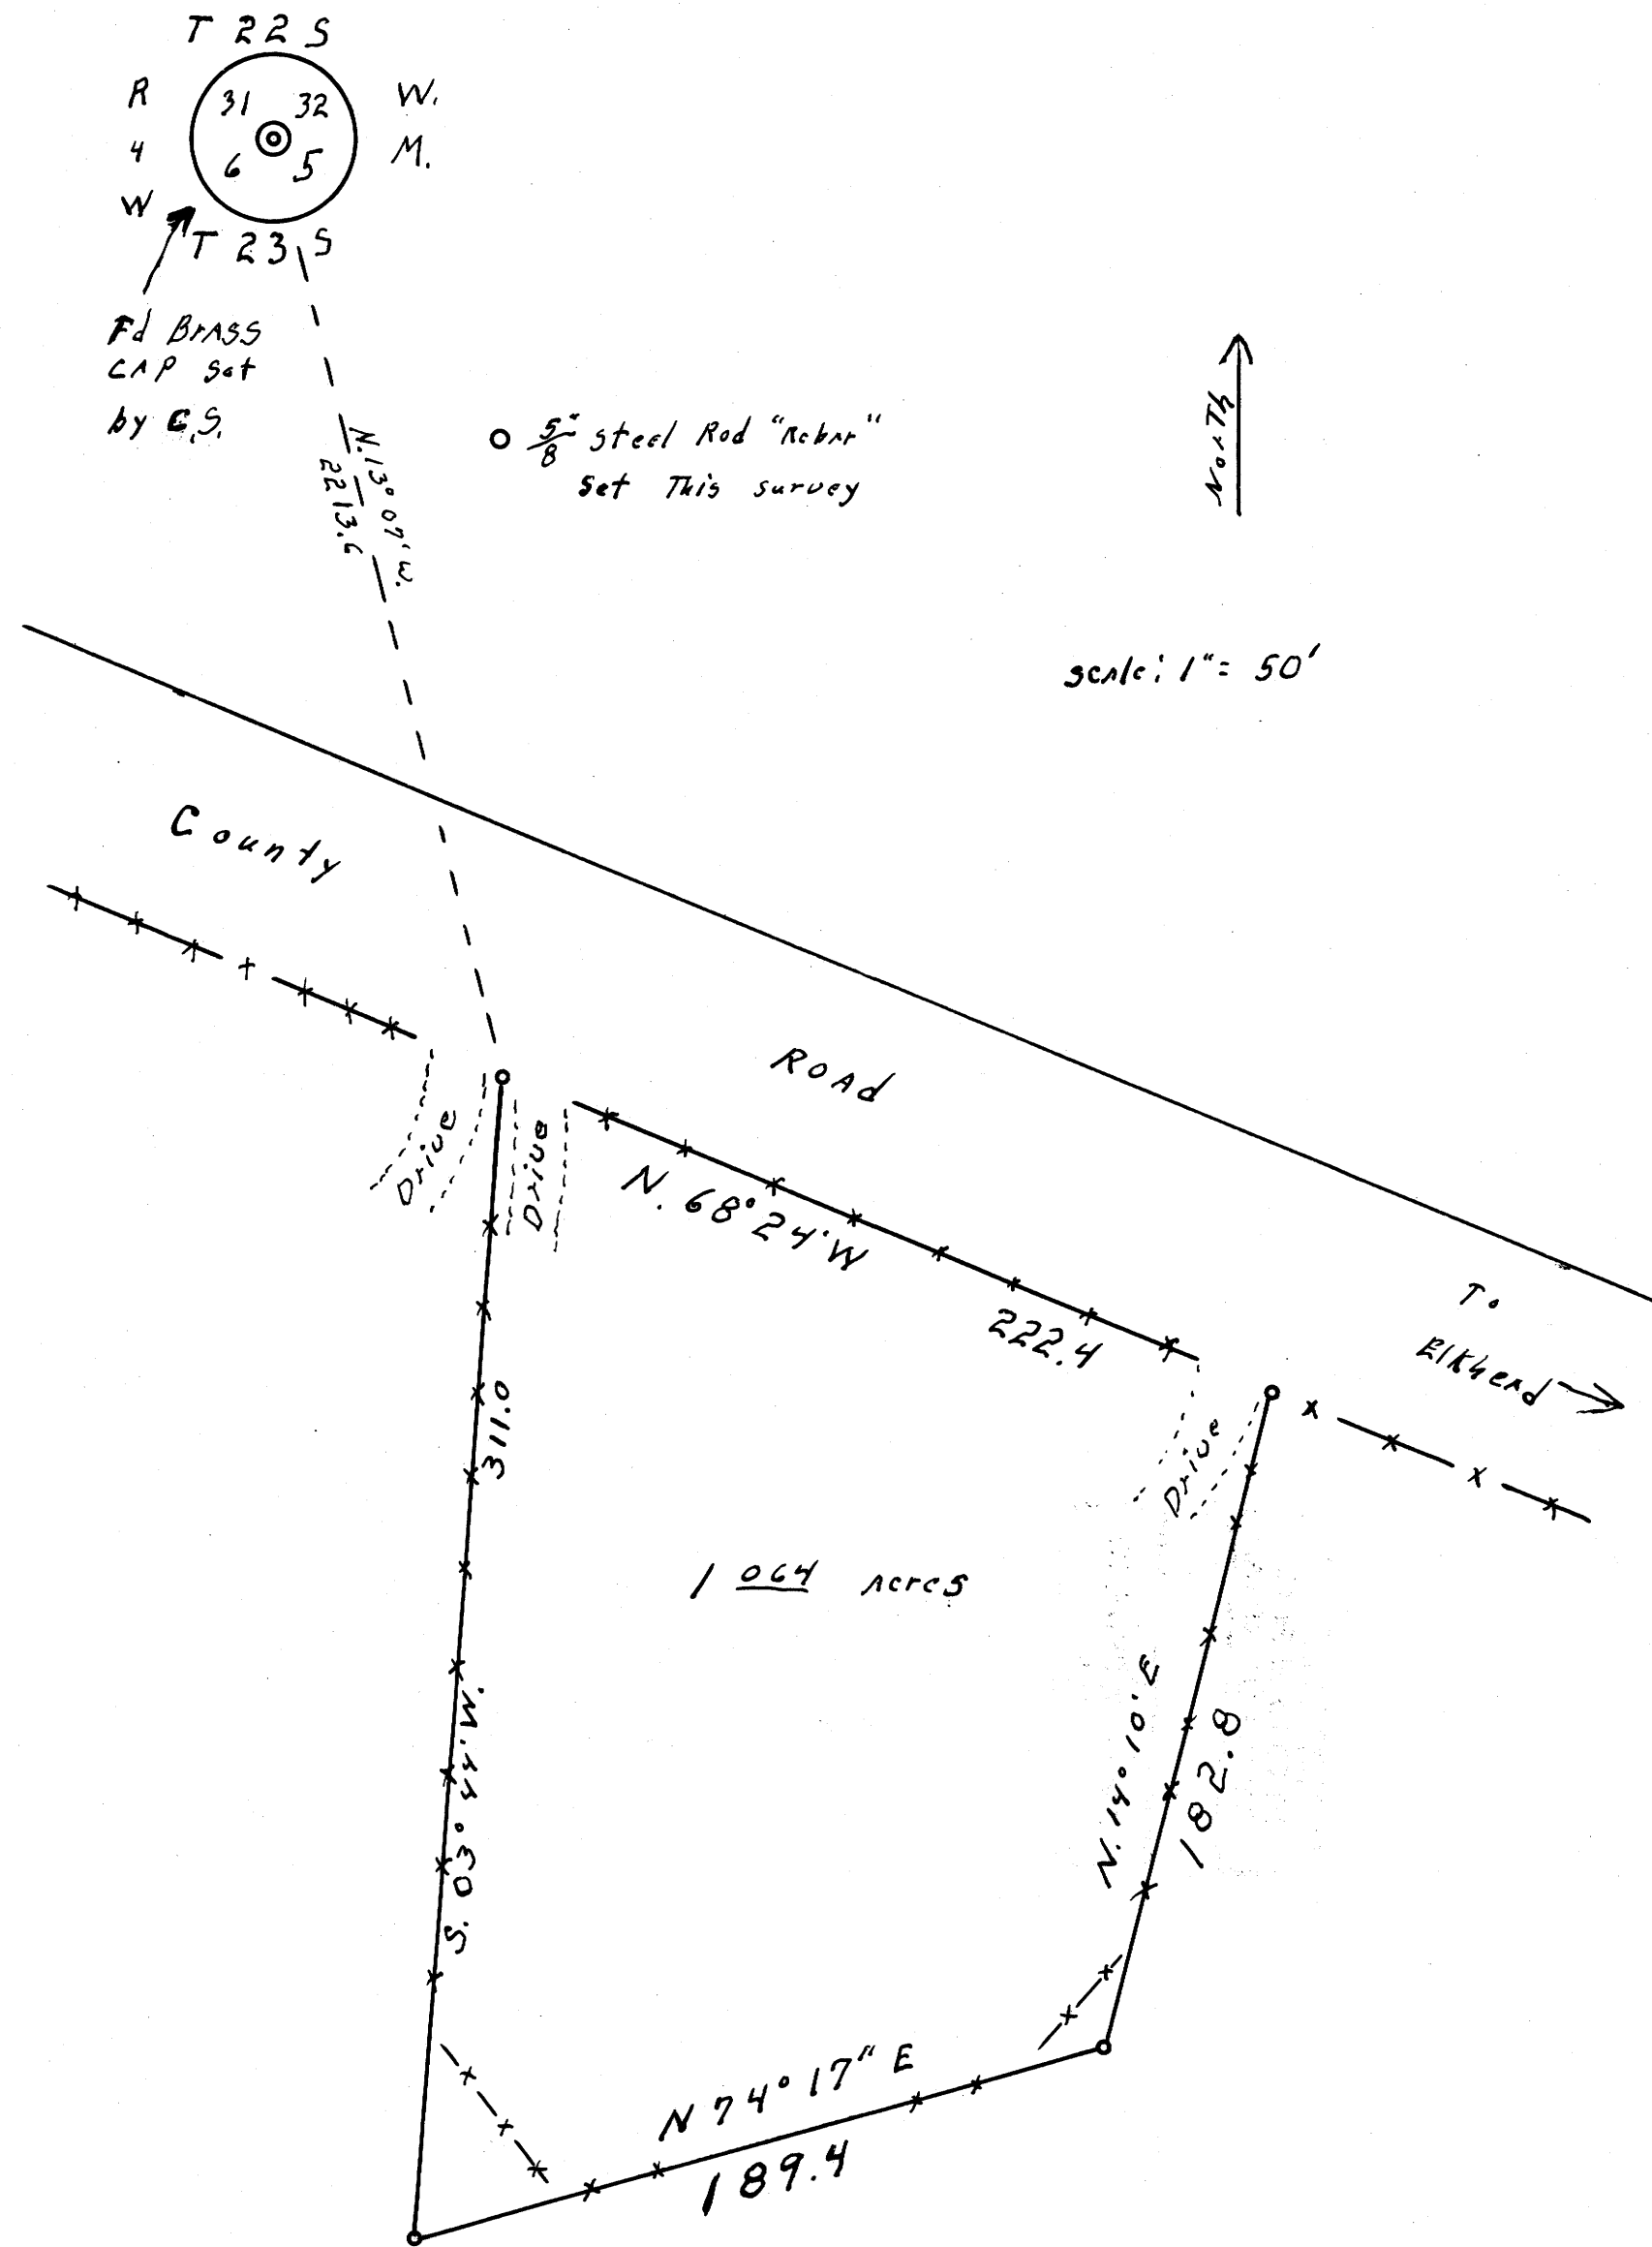 T 22 S
R 31 32 W.
4 6 5 M.
W
T 23 S
Fd Brass
CAP Set
by C.S.
N. 13° 07' W.
2213.6
5/8" Steel Rod "Rebar"
Set This survey
North
scale: 1" = 50'
County
Road
Drive
Drive
N. 68° 24' W
222.4
To
Elkhead
Drive
311.0
S. 03° 44' W.
1 064 Acres
N. 14° 10' E
182.8
N 74° 17" E
189.4